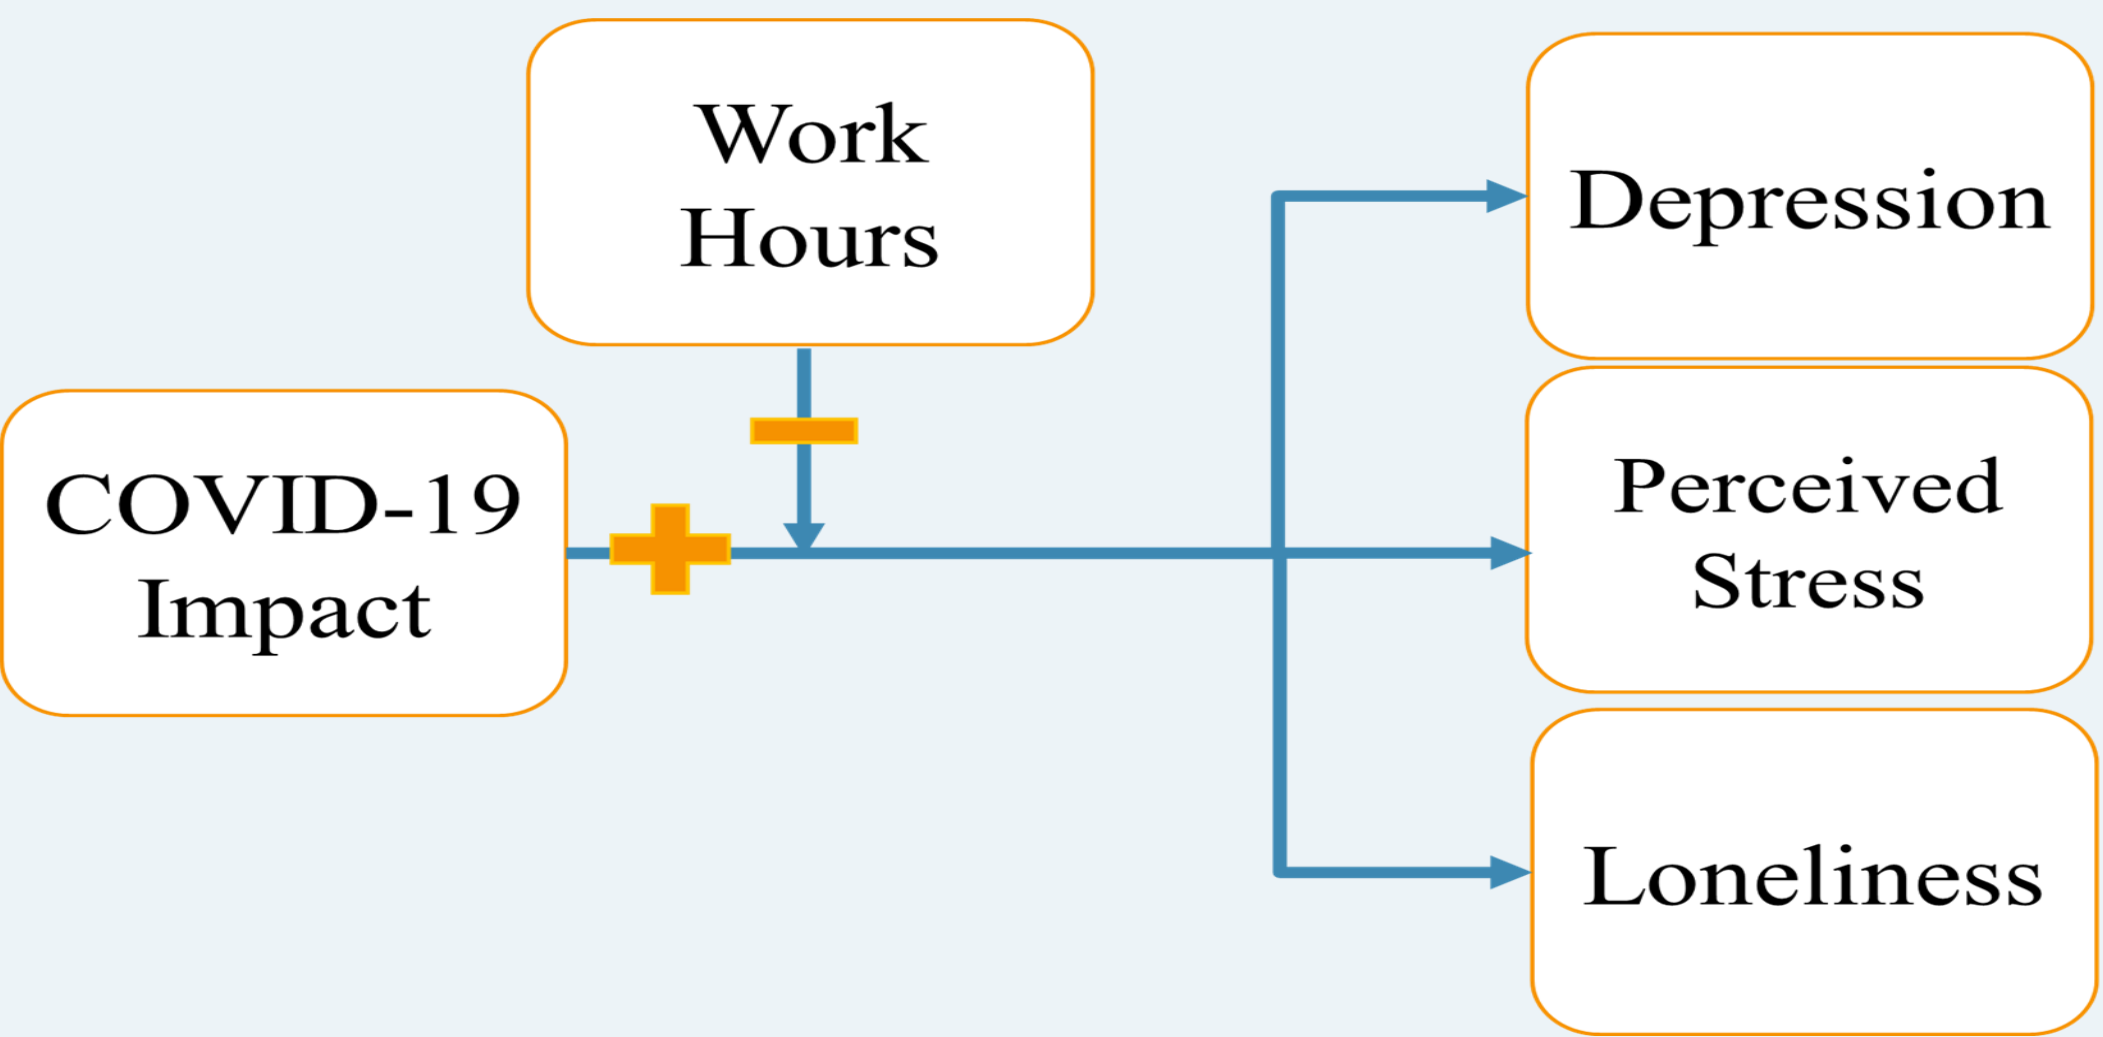 Work
Hours
COVID-19
Impact
Depression
Perceived
Stress
Loneliness